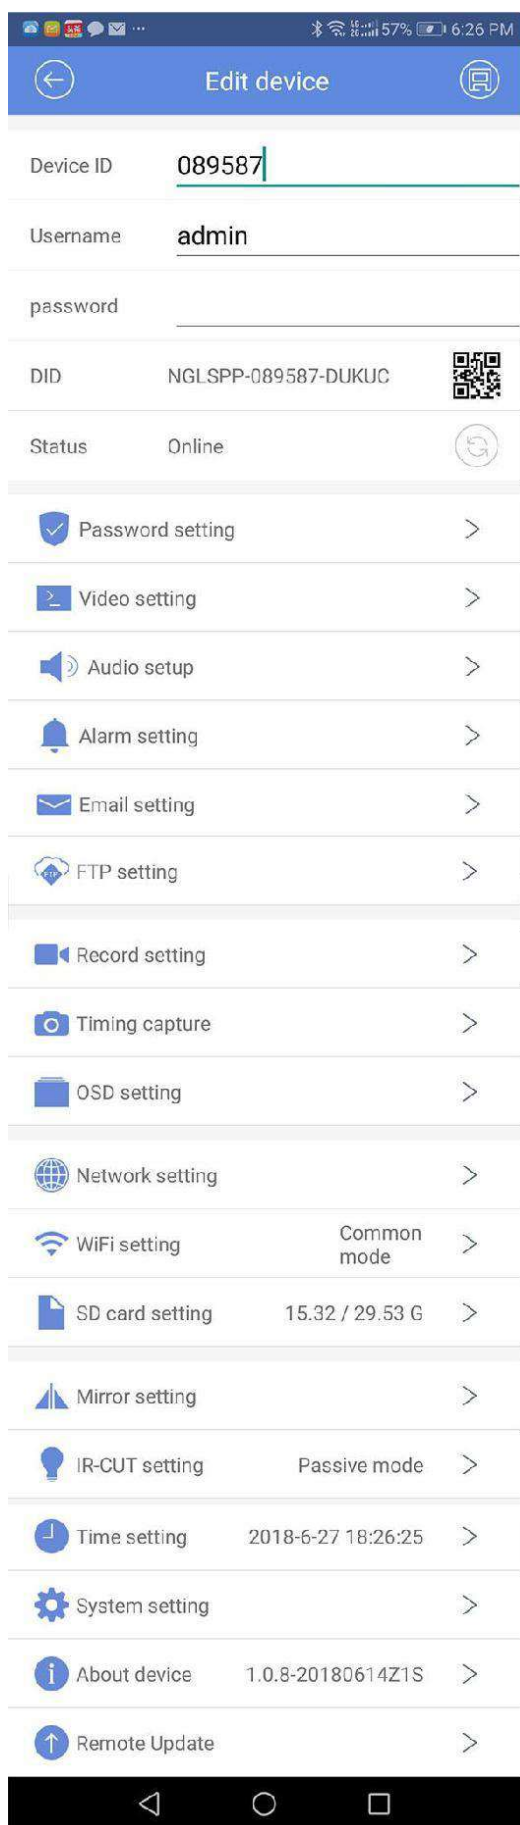 57% 6:26 PM
Edit device
Device ID 089587
Username admin
password
DID NGLSPP-089587-DUKUC
Status Online
Password setting
Video setting
Audio setup
Alarm setting
Email setting
FTP setting
Record setting
Timing capture
OSD setting
Network setting
WiFi setting Common
mode
SD card setting 15.32 / 29.53 G
Mirror setting
IR-CUT setting Passive mode
Time setting 2018-6-27 18:26:25
System setting
About device 1.0.8-20180614Z1S
Remote Update